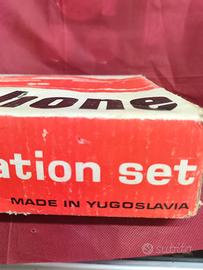 hone
ation set
MADE IN YUGOSLAVIA
subito